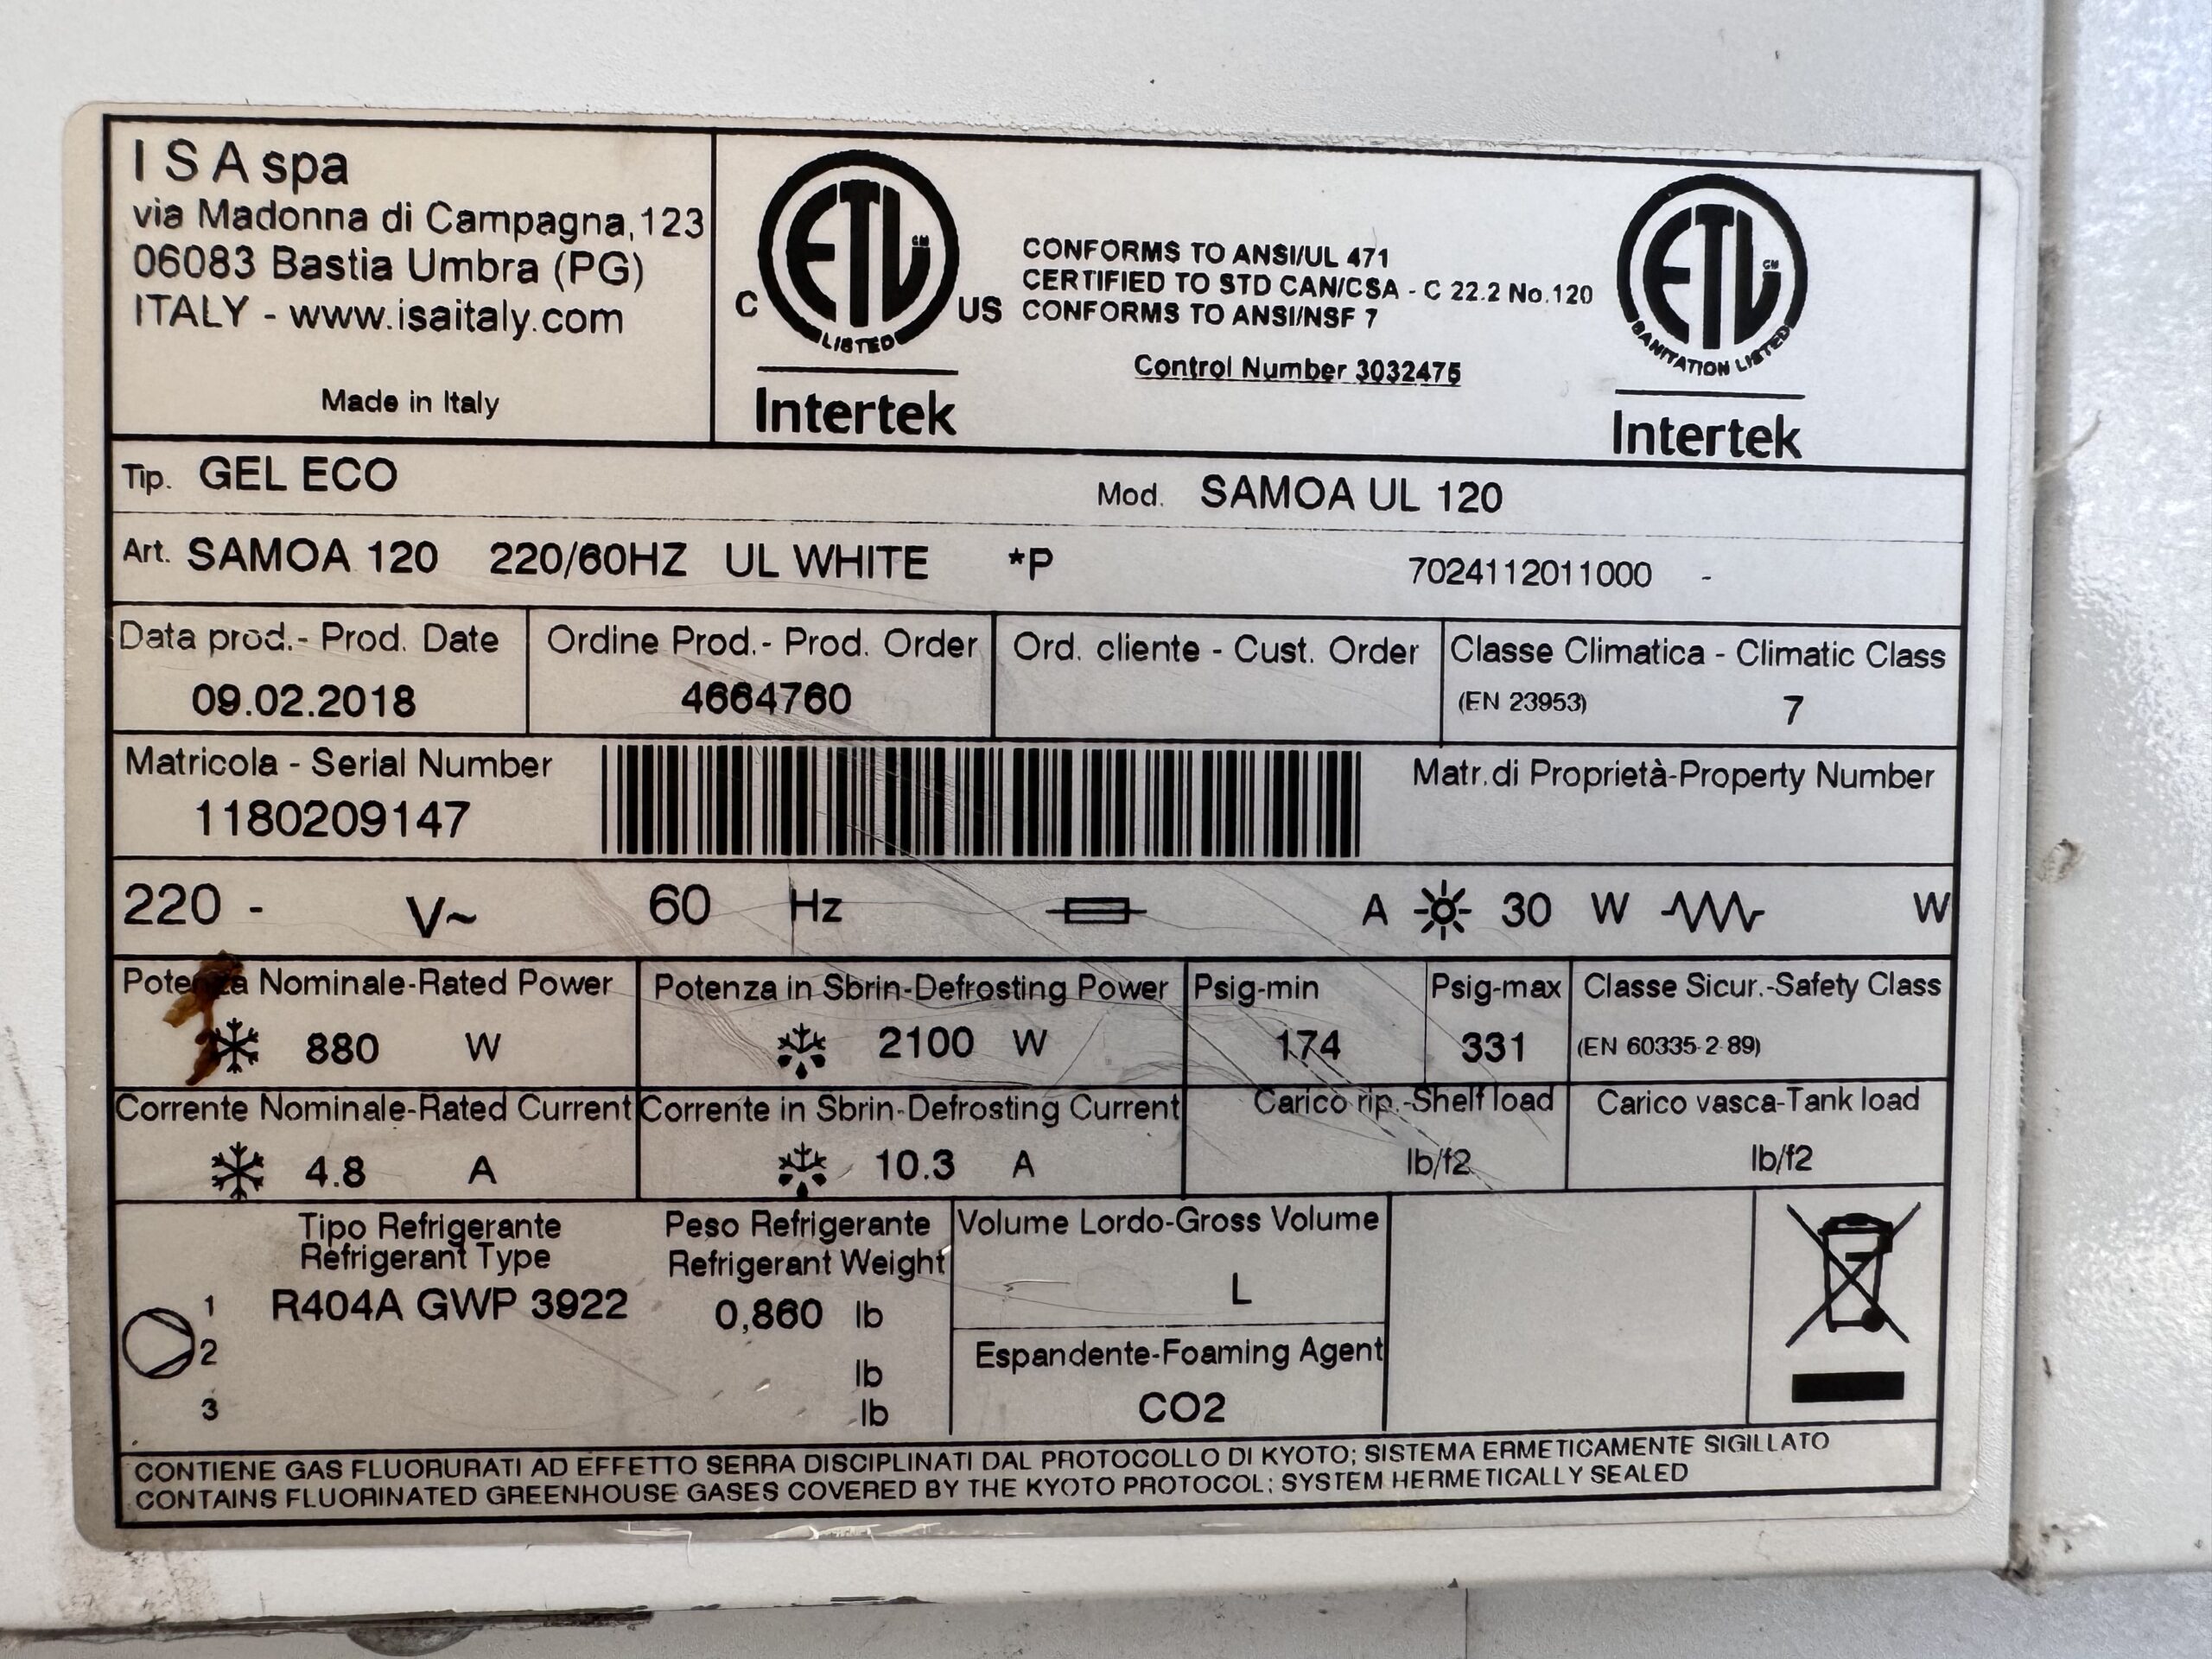 I S A spa
via Madonna di Campagna, 123
06083 Bastia Umbra (PG)
ITALY - www.isaitaly.com
Made in Italy
C ETL CM US
LISTED
Intertek
CONFORMS TO ANSI/UL 471
CERTIFIED TO STD CAN/CSA - C 22.2 No.120
CONFORMS TO ANSI/NSF 7
Control Number 3032475
ETL CM
SANITATION LISTED
Intertek
Tip. GEL ECO Mod. SAMOA UL 120
Art. SAMOA 120 220/60HZ UL WHITE *P 7024112011000 -
Data prod.- Prod. Date
09.02.2018
Ordine Prod.- Prod. Order
4664760
Ord. cliente - Cust. Order
Classe Climatica - Climatic Class
(EN 23953) 7
Matricola - Serial Number
1180209147
Matr.di Proprietà-Property Number
220 - V~ 60 Hz A 30 W W
Potenza Nominale-Rated Power
880 W
Potenza in Sbrin-Defrosting Power
2100 W
Psig-min
174
Psig-max
331
Classe Sicur.-Safety Class
(EN 60335-2-89)
Corrente Nominale-Rated Current
4.8 A
Corrente in Sbrin-Defrosting Current
10.3 A
Carico rip.-Shelf load
lb/f2
Carico vasca-Tank load
lb/f2
Tipo Refrigerante
Refrigerant Type
Peso Refrigerante
Refrigerant Weight
1 R404A GWP 3922 0,860 lb
2 lb
3 lb
Volume Lordo-Gross Volume
L
Espandente-Foaming Agent
CO2
CONTIENE GAS FLUORURATI AD EFFETTO SERRA DISCIPLINATI DAL PROTOCOLLO DI KYOTO; SISTEMA ERMETICAMENTE SIGILLATO
CONTAINS FLUORINATED GREENHOUSE GASES COVERED BY THE KYOTO PROTOCOL; SYSTEM HERMETICALLY SEALED